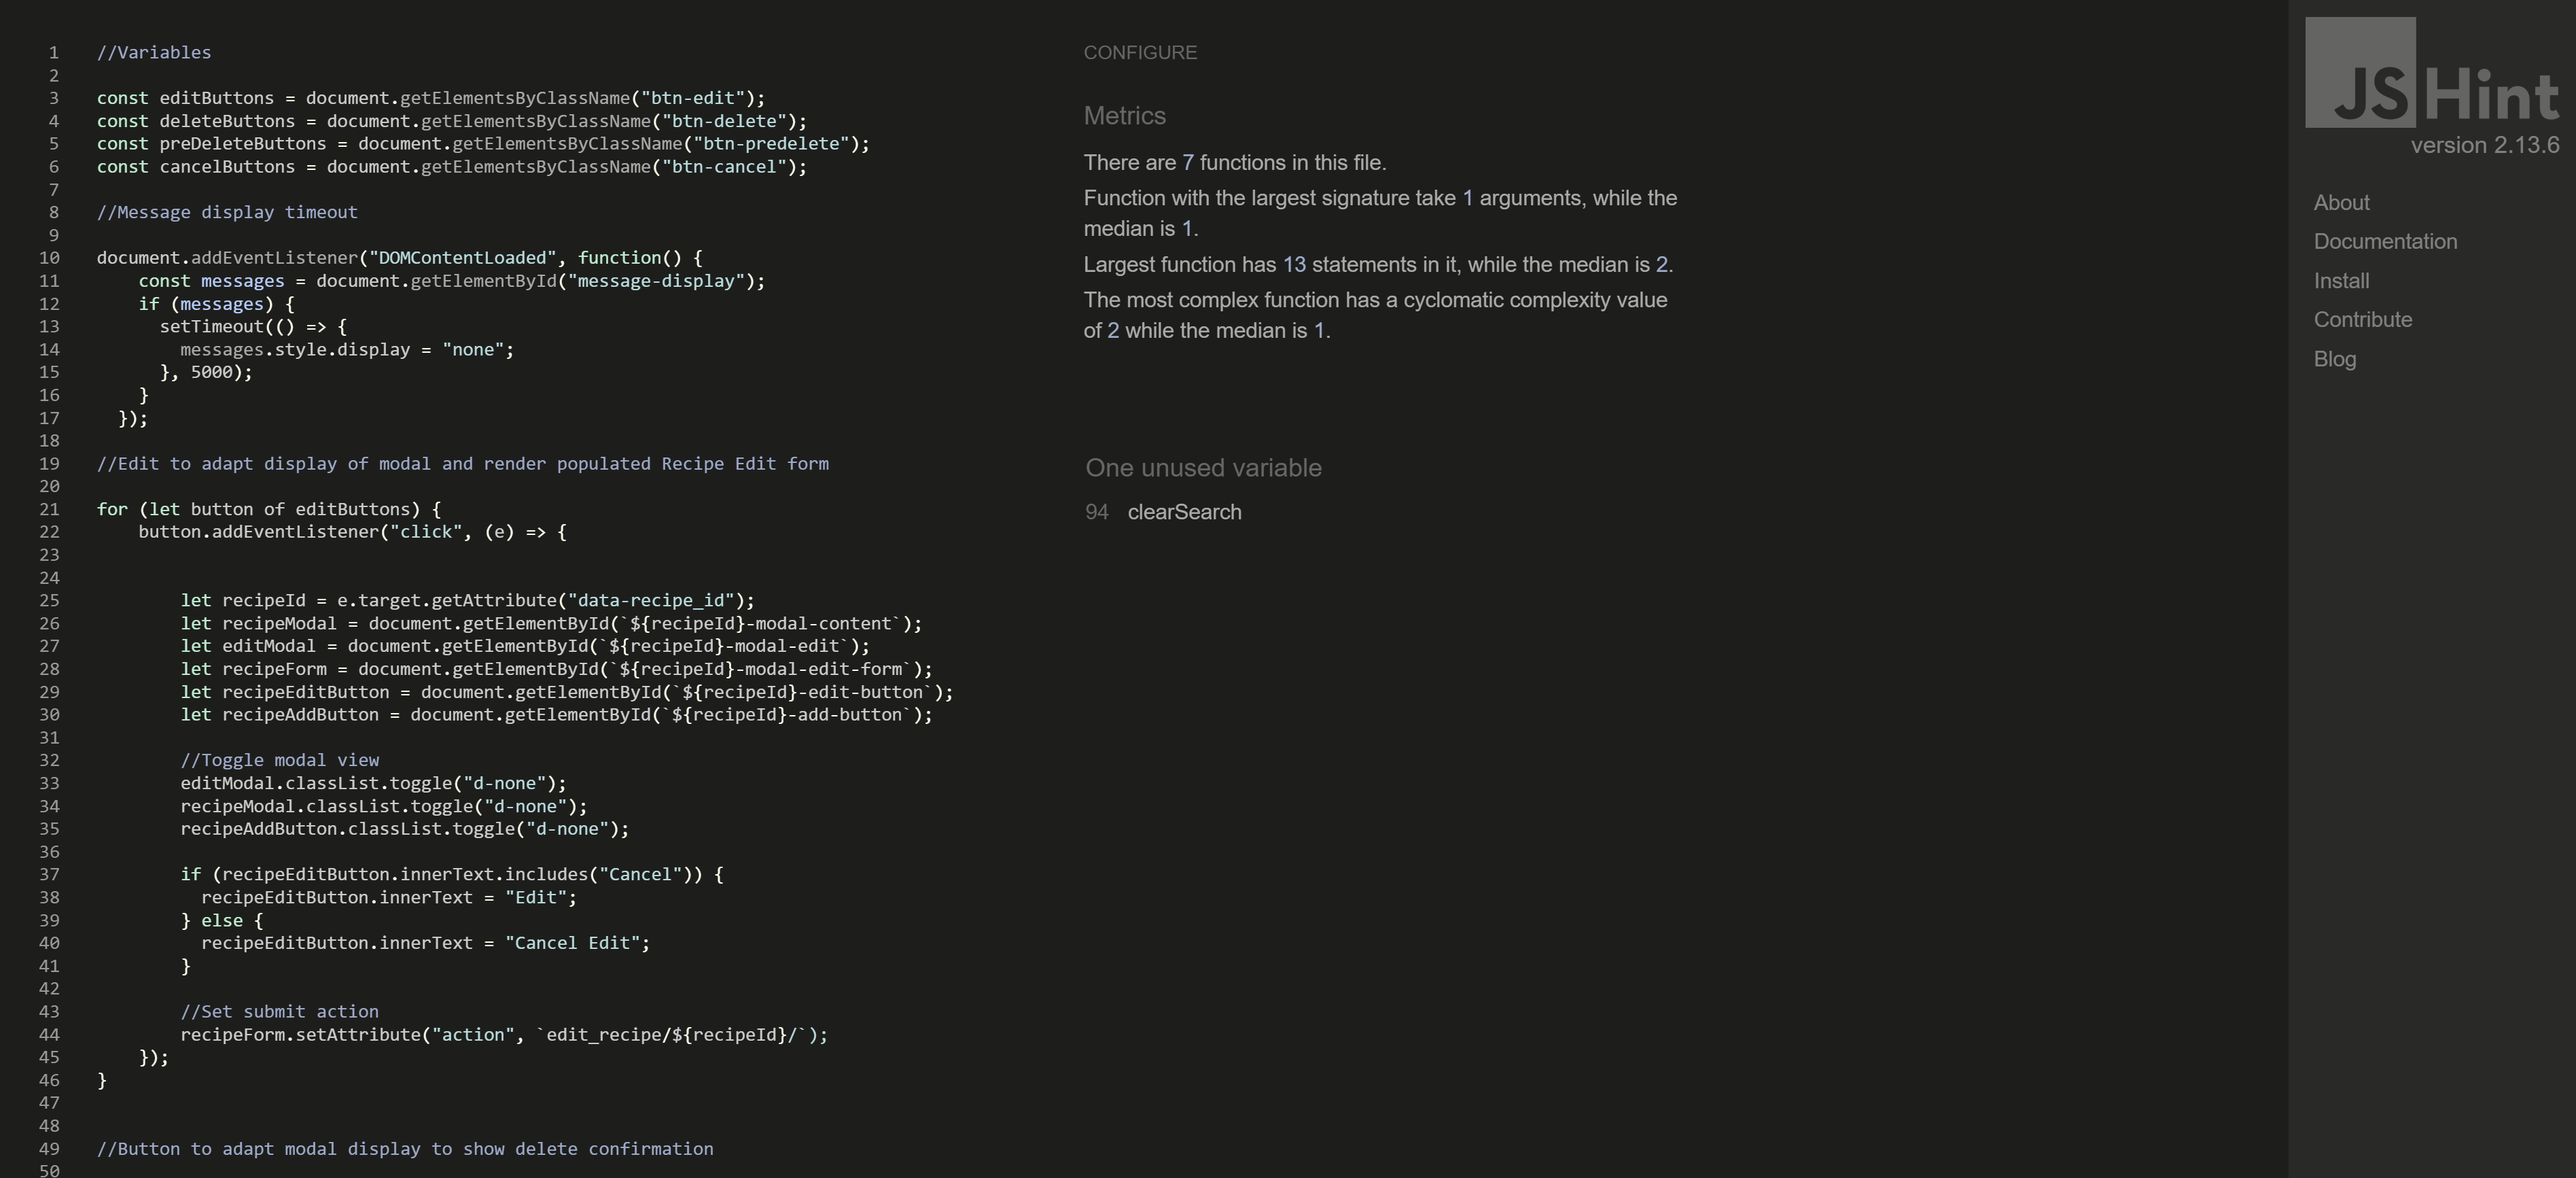 1 //Variables
2
3 const editButtons = document.getElementsByClassName("btn-edit");
4 const deleteButtons = document.getElementsByClassName("btn-delete");
5 const preDeleteButtons = document.getElementsByClassName("btn-predelete");
6 const cancelButtons = document.getElementsByClassName("btn-cancel");
7
8 //Message display timeout
9
10 document.addEventListener("DOMContentLoaded", function() {
11     const messages = document.getElementById("message-display");
12     if (messages) {
13       setTimeout(() => {
14         messages.style.display = "none";
15       }, 5000);
16     }
17   });
18
19 //Edit to adapt display of modal and render populated Recipe Edit form
20
21 for (let button of editButtons) {
22     button.addEventListener("click", (e) => {
23
24
25         let recipeId = e.target.getAttribute("data-recipe_id");
26         let recipeModal = document.getElementById(`${recipeId}-modal-content`);
27         let editModal = document.getElementById(`${recipeId}-modal-edit`);
28         let recipeForm = document.getElementById(`${recipeId}-modal-edit-form`);
29         let recipeEditButton = document.getElementById(`${recipeId}-edit-button`);
30         let recipeAddButton = document.getElementById(`${recipeId}-add-button`);
31
32         //Toggle modal view
33         editModal.classList.toggle("d-none");
34         recipeModal.classList.toggle("d-none");
35         recipeAddButton.classList.toggle("d-none");
36
37         if (recipeEditButton.innerText.includes("Cancel")) {
38           recipeEditButton.innerText = "Edit";
39         } else {
40           recipeEditButton.innerText = "Cancel Edit";
41         }
42
43         //Set submit action
44         recipeForm.setAttribute("action", `edit_recipe/${recipeId}/`);
45     });
46 }
47
48
49 //Button to adapt modal display to show delete confirmation
50
CONFIGURE
Metrics
There are 7 functions in this file.
Function with the largest signature take 1 arguments, while the
median is 1.
Largest function has 13 statements in it, while the median is 2.
The most complex function has a cyclomatic complexity value
of 2 while the median is 1.
One unused variable
94 clearSearch
JSHint
version 2.13.6
About
Documentation
Install
Contribute
Blog